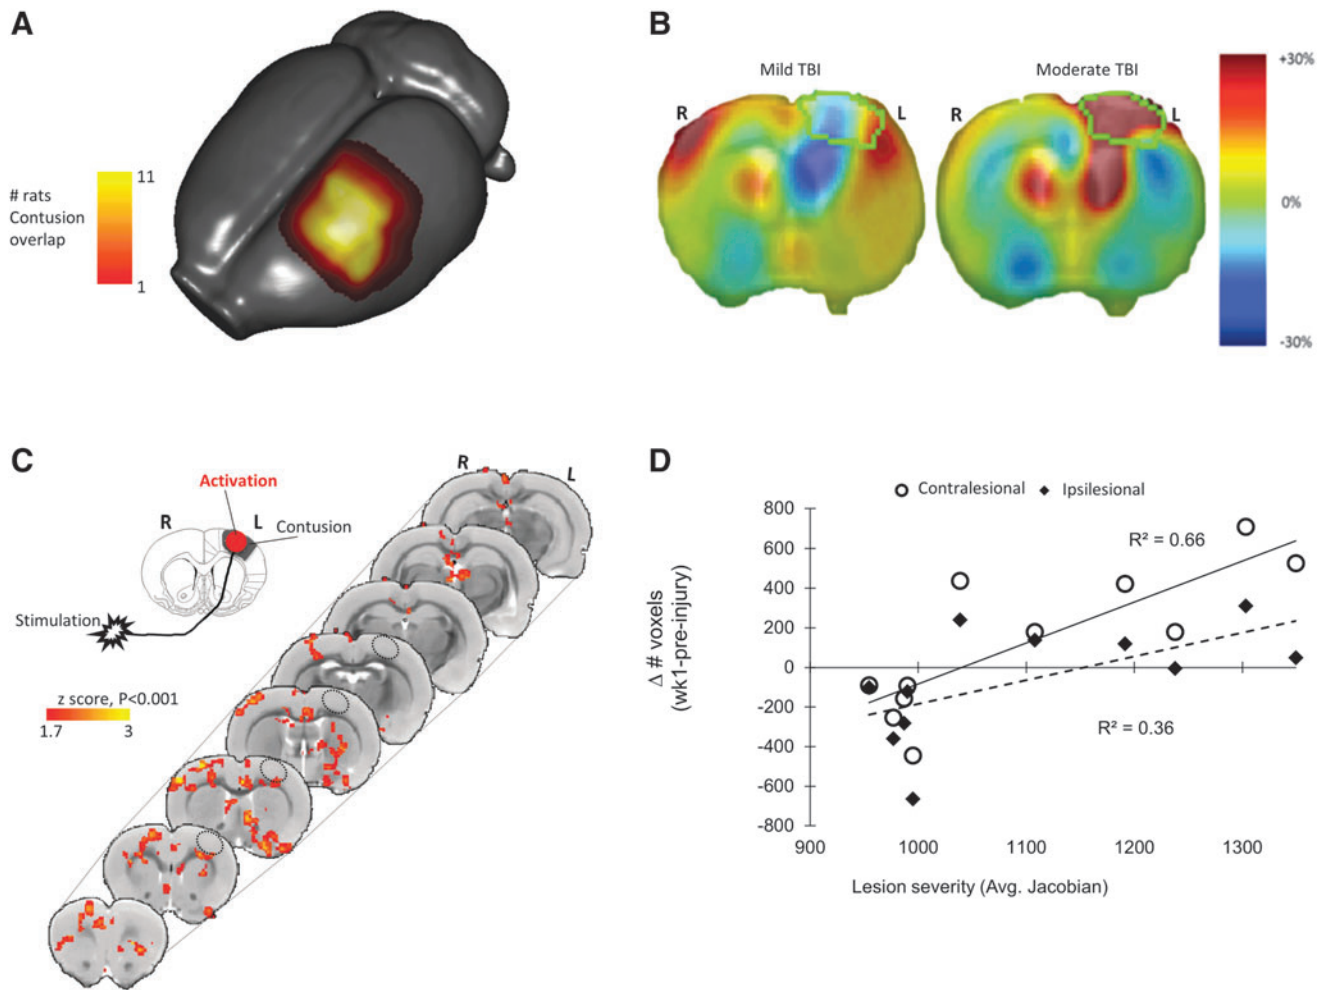 A
# rats
Contusion
overlap
11
1
B
Mild TBI
Moderate TBI
R
L
R
L
+30%
0%
-30%
C
Activation
R
L
Contusion
Stimulation
z score, P<0.001
1.7
3
R
L
D
Contralesional
Ipsilesional
Δ # voxels
(wk1-pre-injury)
800
600
400
200
0
-200
-400
-600
-800
R² = 0.66
R² = 0.36
900
1000
1100
1200
1300
Lesion severity (Avg. Jacobian)